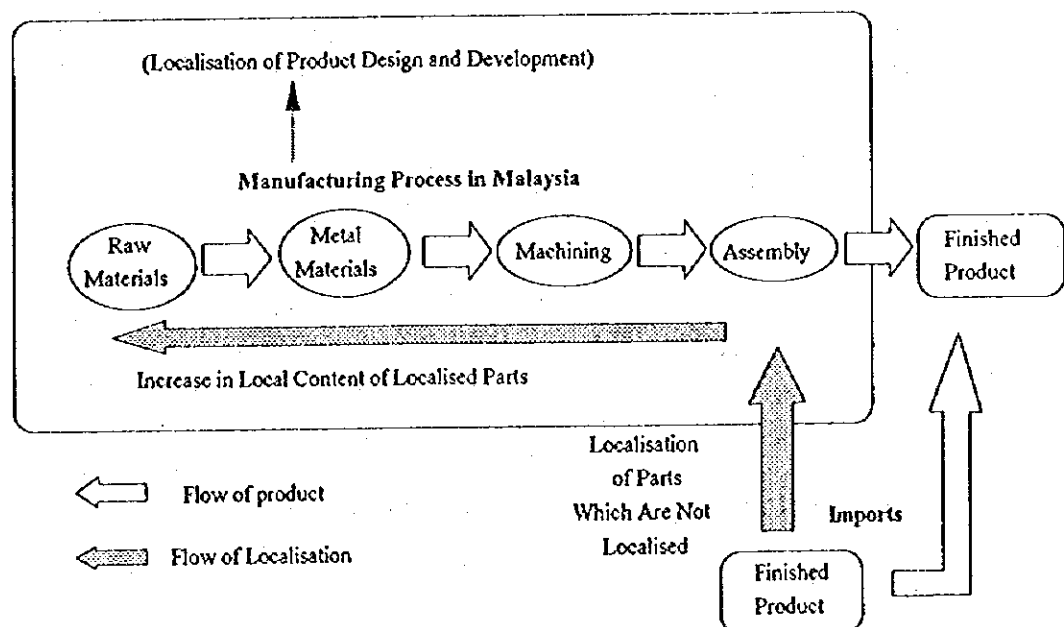 (Localisation of Product Design and Development)
Manufacturing Process in Malaysia
Raw
Materials
Metal
Materials
Machining
Assembly
Finished
Product
Increase in Local Content of Localised Parts
Localisation
of Parts
Which Are Not
Localised
Imports
Flow of product
Flow of Localisation
Finished
Product